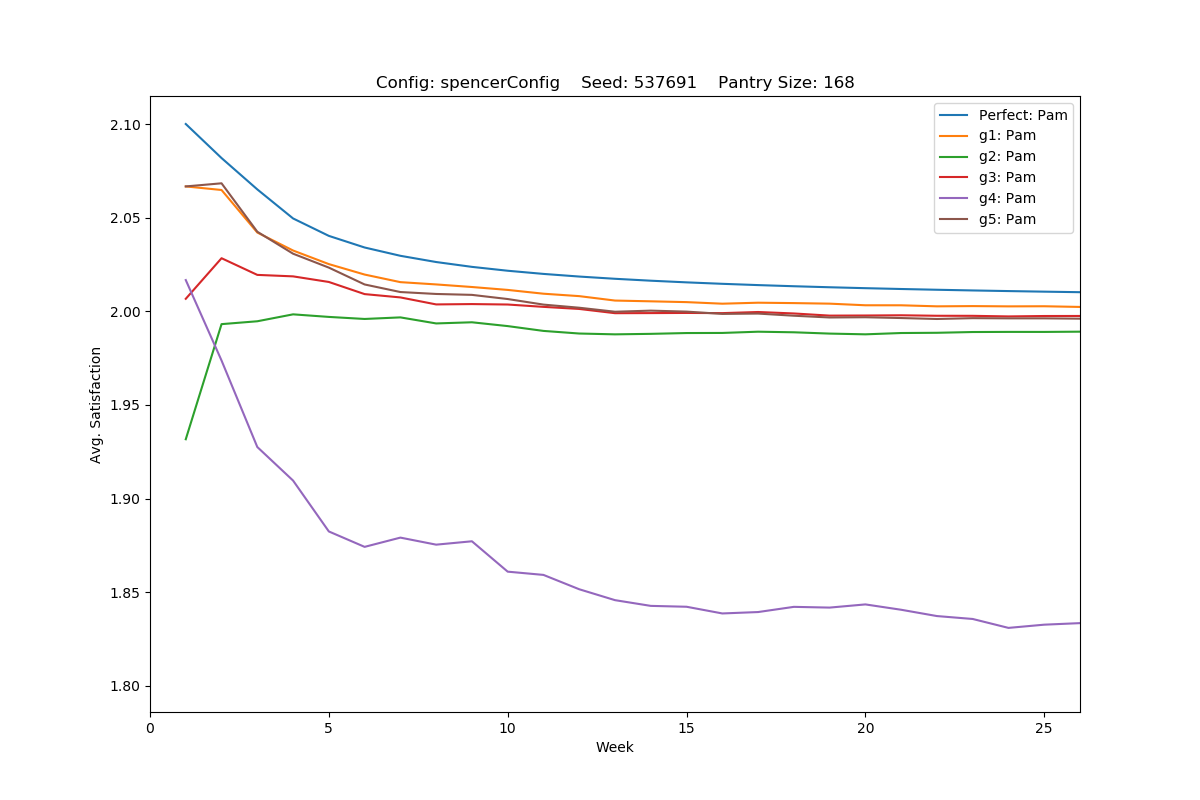 Config: spencerConfig    Seed: 537691    Pantry Size: 168
Perfect: Pam
g1: Pam
g2: Pam
g3: Pam
g4: Pam
g5: Pam
2.10
2.05
2.00
1.95
1.90
1.85
1.80
Avg. Satisfaction
0
5
10
15
20
25
Week